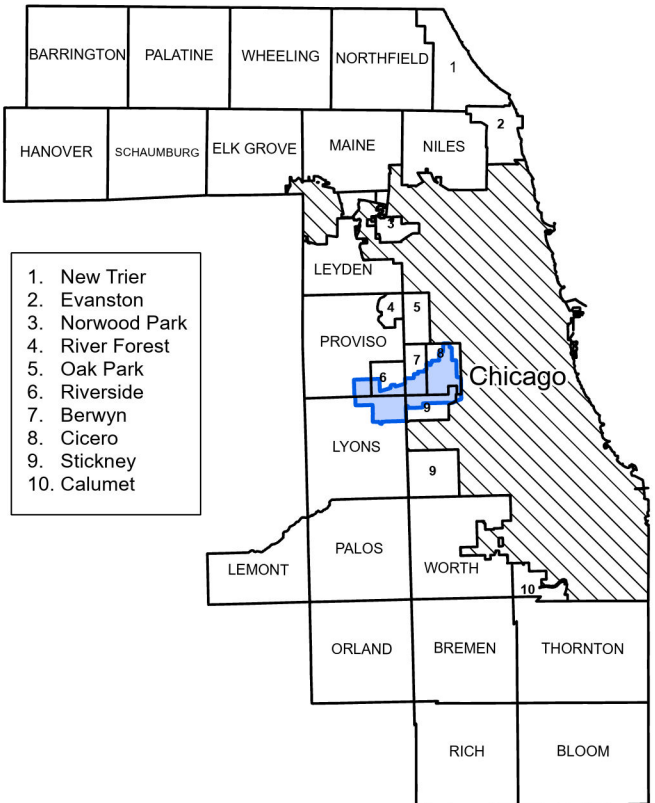 BARRINGTON
PALATINE
WHEELING
NORTHFIELD
1
2
HANOVER
SCHAUMBURG
ELK GROVE
MAINE
NILES
3
LEYDEN
1. New Trier
2. Evanston
3. Norwood Park
4. River Forest
5. Oak Park
6. Riverside
7. Berwyn
8. Cicero
9. Stickney
10. Calumet
4
5
PROVISO
6
7
8
Chicago
9
LYONS
9
PALOS
LEMONT
WORTH
10
ORLAND
BREMEN
THORNTON
RICH
BLOOM